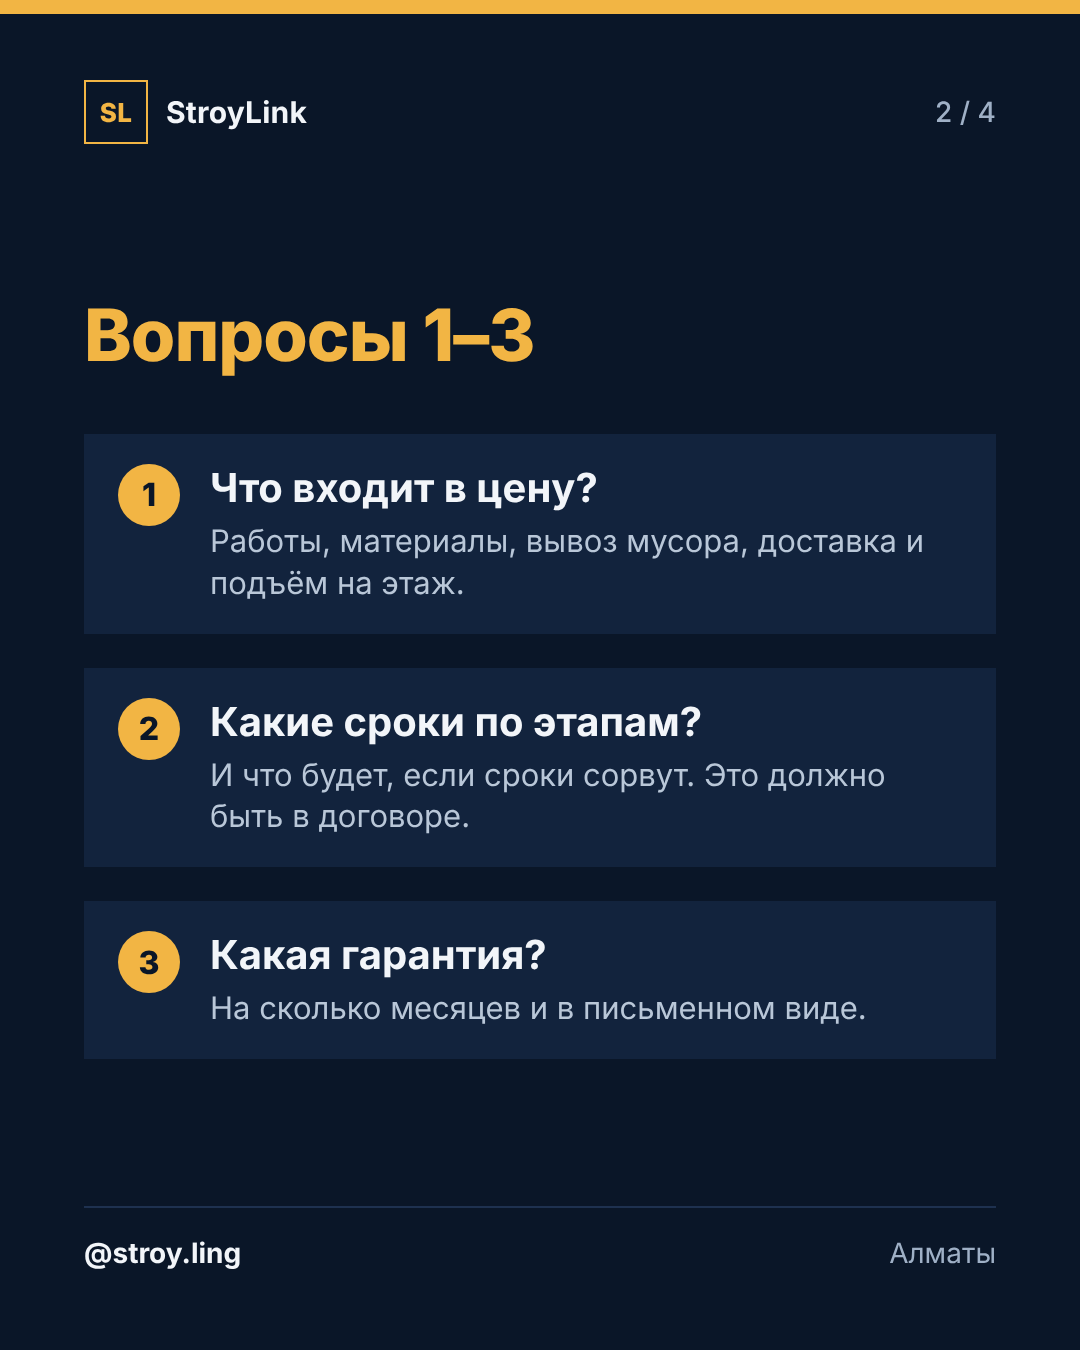 SL StroyLink 2 / 4
Вопросы 1–3
1 Что входит в цену?
Работы, материалы, вывоз мусора, доставка и
подъём на этаж.
2 Какие сроки по этапам?
И что будет, если сроки сорвут. Это должно
быть в договоре.
3 Какая гарантия?
На сколько месяцев и в письменном виде.
@stroy.ling Алматы